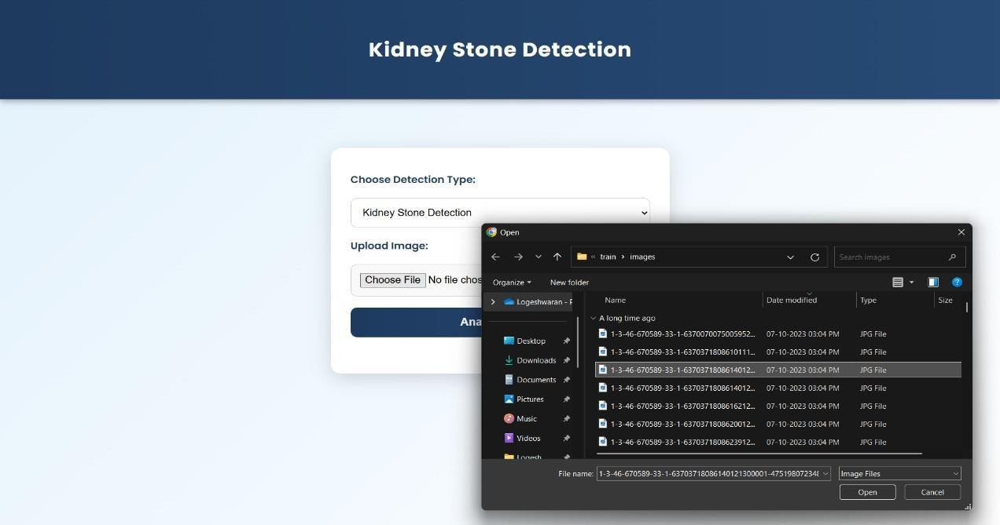 Kidney Stone Detection
Choose Detection Type:
Kidney Stone Detection
Upload Image:
Choose File No file chos
Ana
Open
train › images
Search images
Organize
New folder
Logeshwaran - P
Desktop
Downloads
Documents
Pictures
Music
Videos
Logesh
Name Date modified Type Size
A long time ago
1-3-46-670589-33-1-6370070075005952... 07-10-2023 03:04 PM JPG File
1-3-46-670589-33-1-6370371808610111... 07-10-2023 03:04 PM JPG File
1-3-46-670589-33-1-6370371808614012... 07-10-2023 03:04 PM JPG File
1-3-46-670589-33-1-6370371808614012... 07-10-2023 03:04 PM JPG File
1-3-46-670589-33-1-6370371808616212... 07-10-2023 03:04 PM JPG File
1-3-46-670589-33-1-6370371808620012... 07-10-2023 03:04 PM JPG File
1-3-46-670589-33-1-6370371808623912... 07-10-2023 03:04 PM JPG File
File name: 1-3-46-670589-33-1-63703718086140121300001-47519807234
Image Files
Open
Cancel